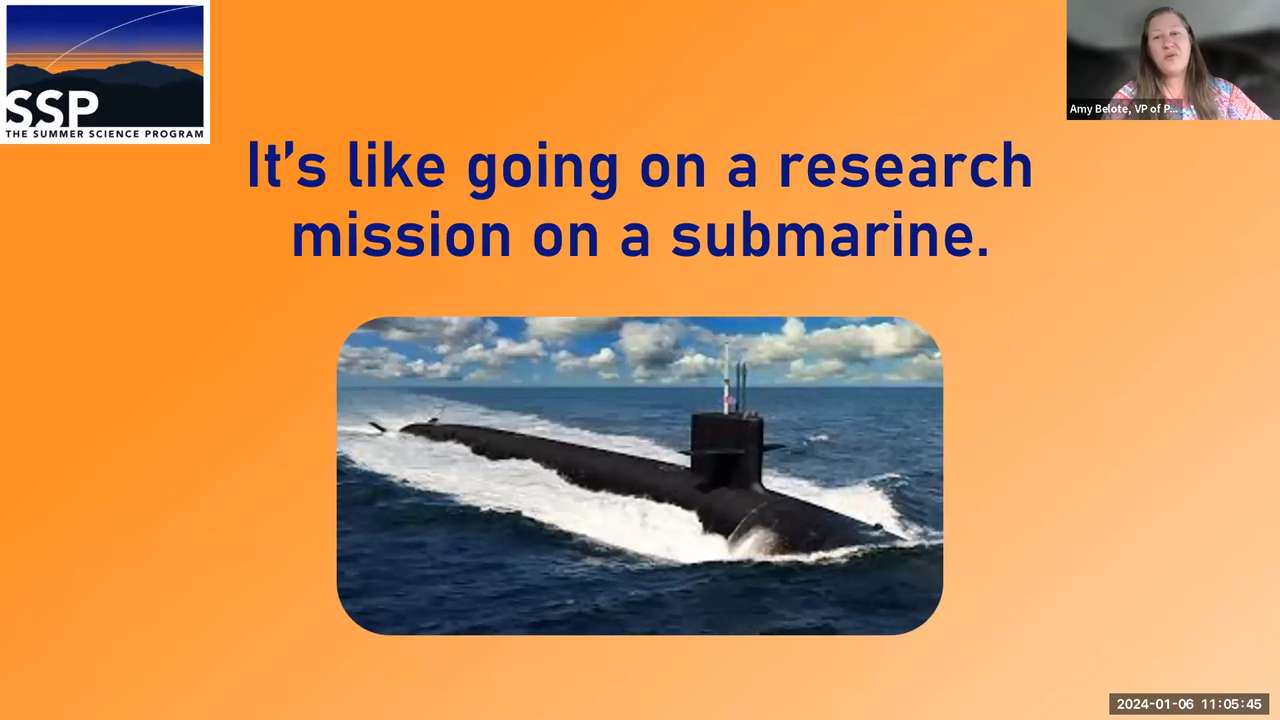 SSP
THE SUMMER SCIENCE PROGRAM
Amy Belote, VP of P...
It's like going on a research
mission on a submarine.
2024-01-06 11:05:45